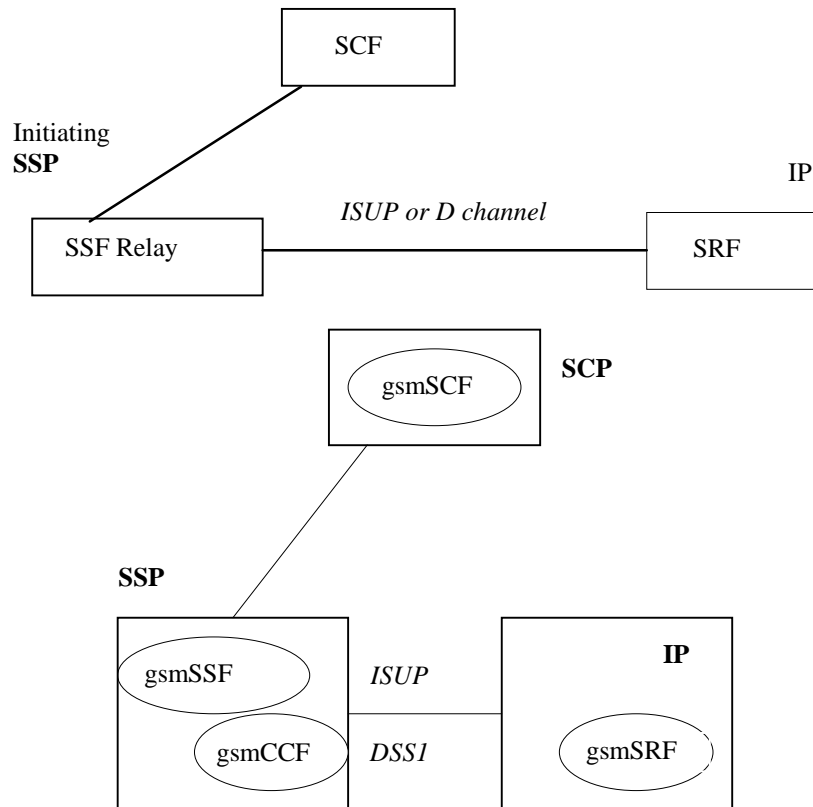 SCF
Initiating
SSP
IP
ISUP or D channel
SSF Relay
SRF
gsmSCF
SCP
SSP
gsmSSF
ISUP
IP
gsmCCF
DSS1
gsmSRF